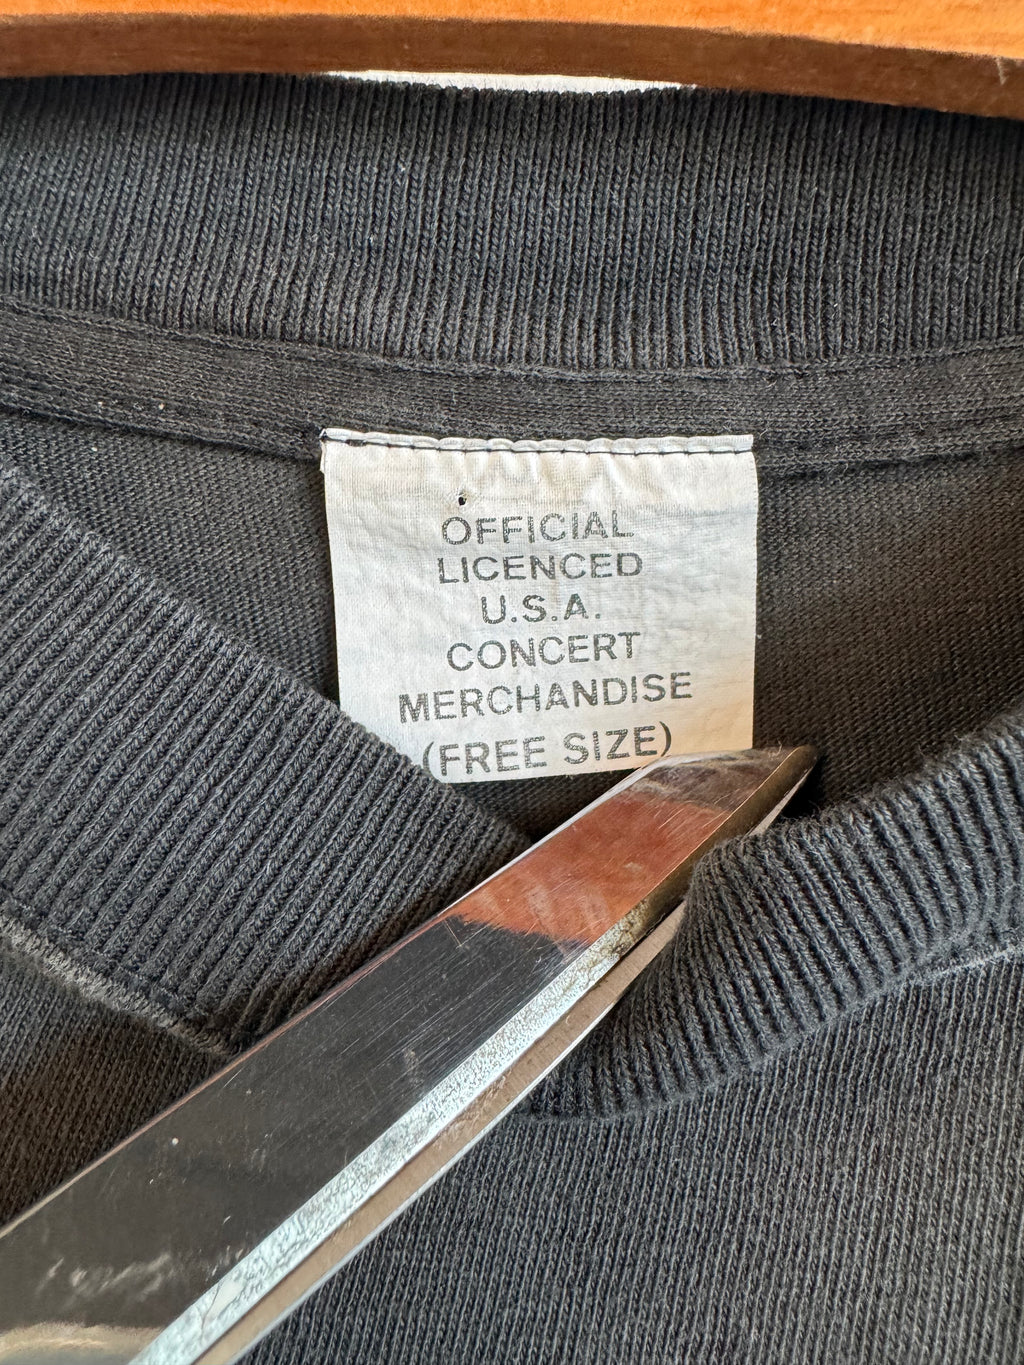 OFFICIAL
LICENCED
U.S.A.
CONCERT
MERCHANDISE
(FREE SIZE)